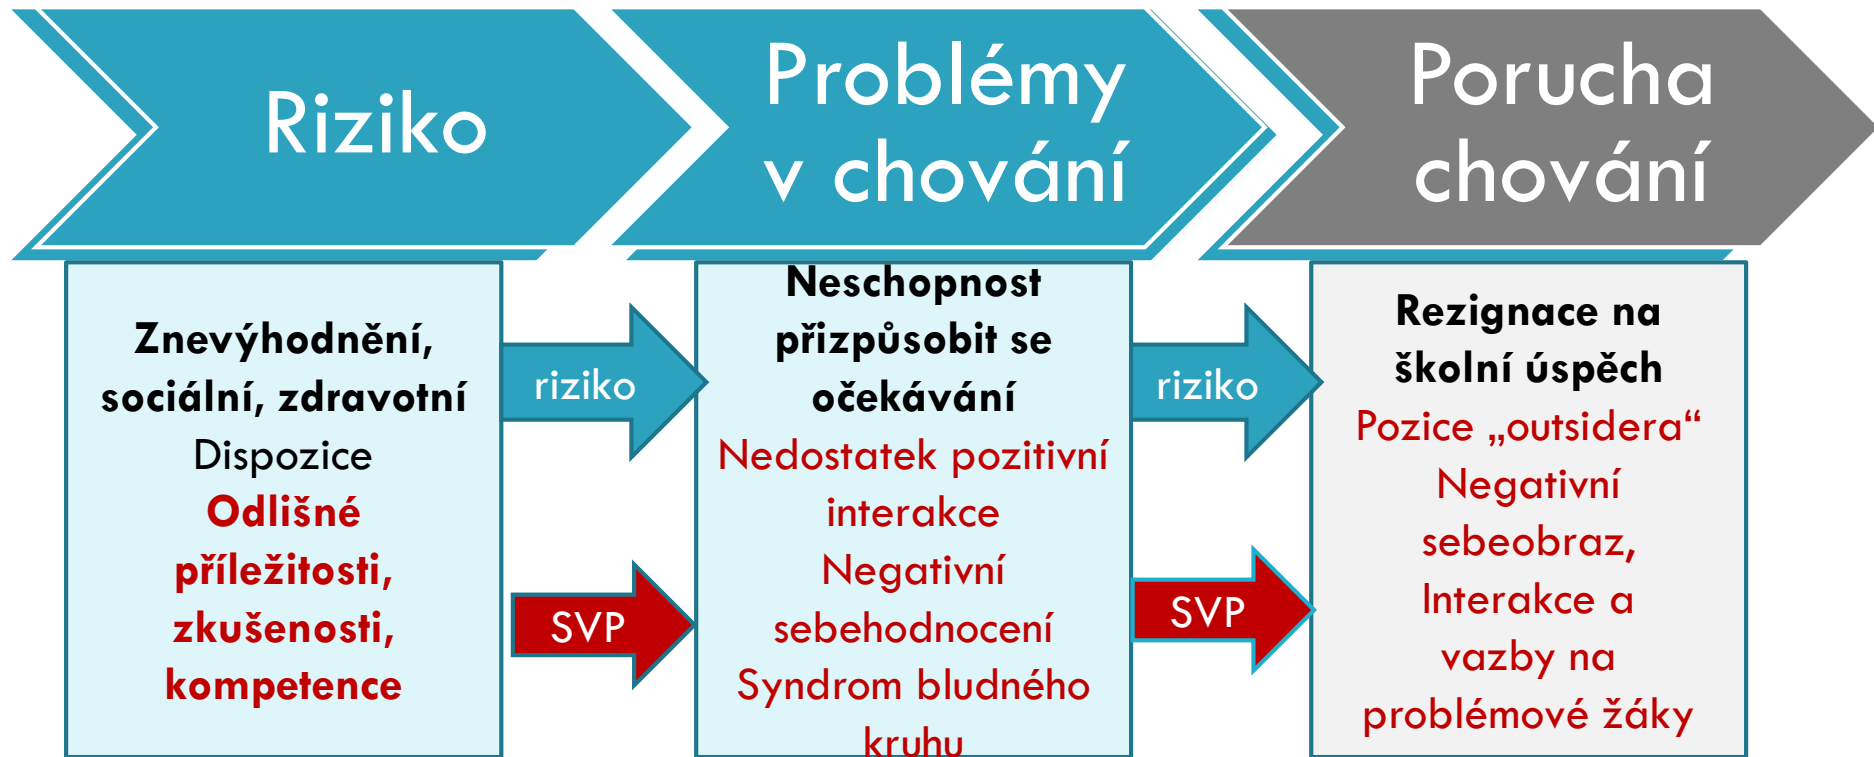 Riziko
Problémy
v chování
Porucha
chování
Znevýhodnění,
sociální, zdravotní
Dispozice
Odlišné
příležitosti,
zkušenosti,
kompetence
riziko
SVP
Neschopnost
přizpůsobit se
očekávání
Nedostatek pozitivní
interakce
Negativní
sebehodnocení
Syndrom bludného
kruhu
riziko
SVP
Rezignace na
školní úspěch
Pozice „outsidera“
Negativní
sebeobraz,
Interakce a
vazby na
problémové žáky